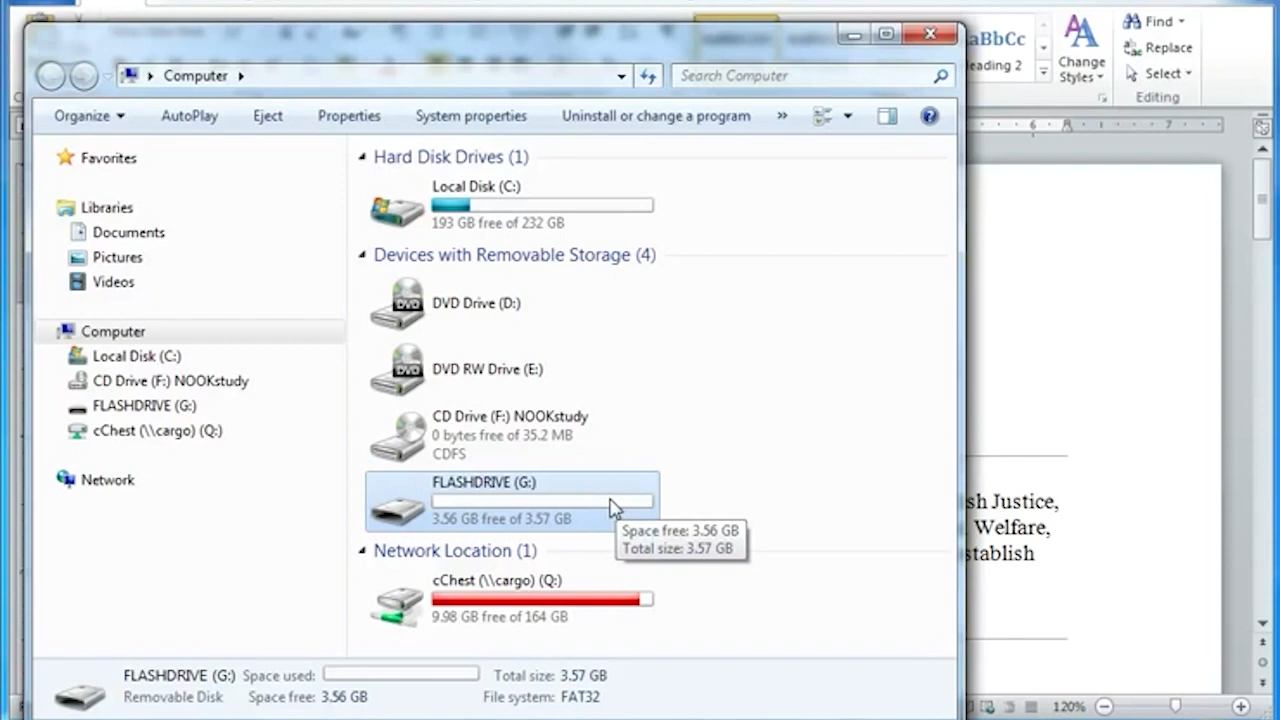 aBbCc
eading 2
Change
Styles
Find
Replace
Select
Editing
Computer
Search Computer
Organize
AutoPlay
Eject
Properties
System properties
Uninstall or change a program
»
Favorites
Libraries
Documents
Pictures
Videos
Computer
Local Disk (C:)
CD Drive (F:) NOOKstudy
FLASHDRIVE (G:)
cChest (\\cargo) (Q:)
Network
Hard Disk Drives (1)
Local Disk (C:)
193 GB free of 232 GB
Devices with Removable Storage (4)
DVD Drive (D:)
DVD RW Drive (E:)
CD Drive (F:) NOOKstudy
0 bytes free of 35.2 MB
CDFS
FLASHDRIVE (G:)
3.56 GB free of 3.57 GB
Space free: 3.56 GB
Total size: 3.57 GB
Network Location (1)
cChest (\\cargo) (Q:)
9.98 GB free of 164 GB
FLASHDRIVE (G:) Space used: Total size: 3.57 GB
Removable Disk Space free: 3.56 GB File system: FAT32
6 1 7
sh Justice,
Welfare,
stablish
120%